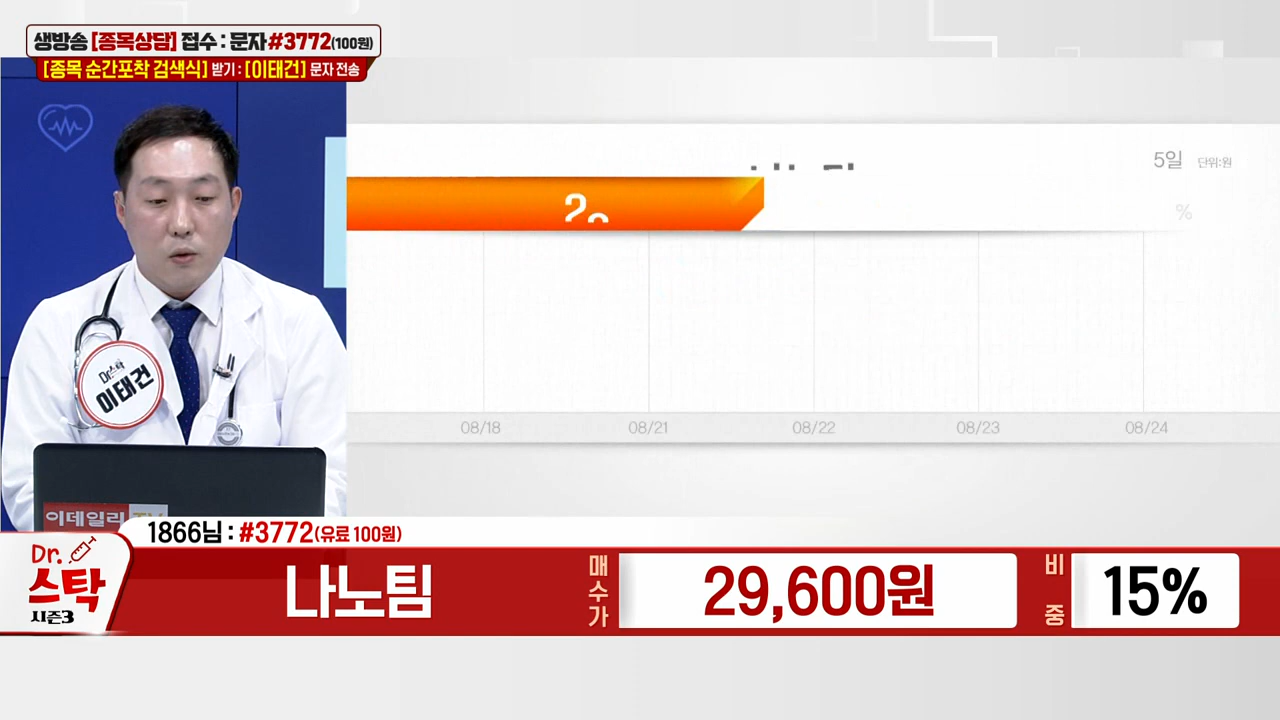 생방송 [종목상담] 접수 : 문자#3772(100원)
[종목 순간포착 검색식] 받기 : [이태건] 문자 전송
5일 단위:원
%
Dr.스탁
이태건
08/18 08/21 08/22 08/23 08/24
이데일리 TV
1866님 : #3772(유료 100원)
Dr.
스탁
시즌3
나노팀
매수가
29,600원
비중
15%